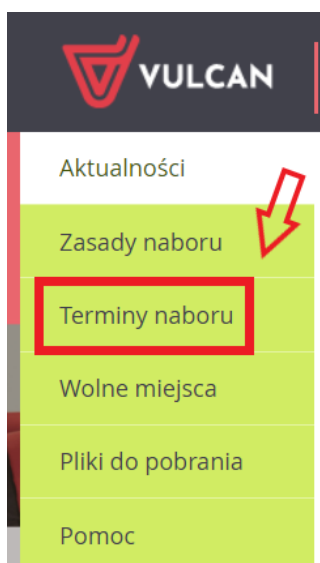 VULCAN
Aktualności
Zasady naboru
Terminy naboru
Wolne miejsca
Pliki do pobrania
Pomoc